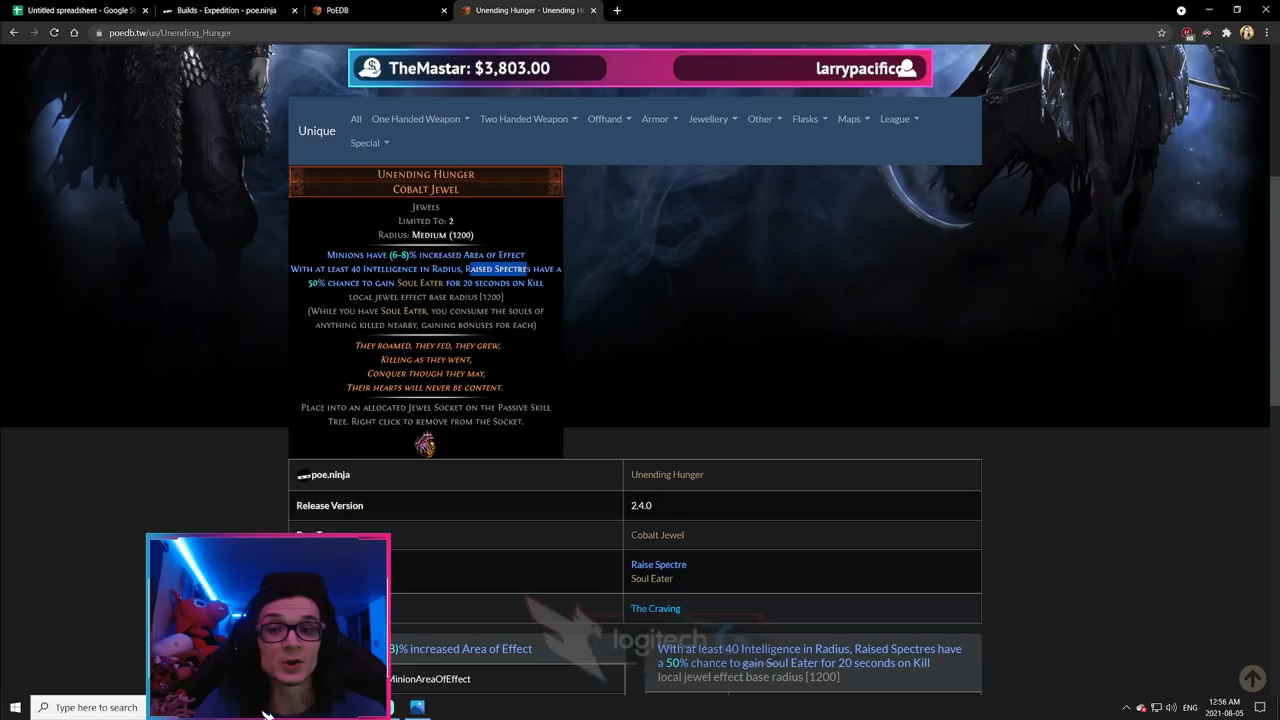 Untitled spreadsheet - Google S
Builds - Expedition - poe.ninja
PoEDB
Unending Hunger - Unending Hu
poedb.tw/us/Unending_Hunger
TheMastar: $3,803.00
larrypacifico
Unique
All One Handed Weapon Two Handed Weapon Offhand Armor Jewellery Other Flasks Maps League
Special
Unending Hunger
Cobalt Jewel
Jewels
Limited To: 2
Radius: Medium (1200)
Minions have (6–8)% increased Area of Effect
With at least 40 Intelligence in Radius, Raised Spectres have a
50% chance to gain Soul Eater for 20 seconds on Kill
local jewel effect base radius [1200]
(While you have Soul Eater, you consume the souls of
anything killed nearby, gaining bonuses for each)
They roamed, they fed, they grew,
Killing as they went,
Conquer though they may,
Their hearts will never be content.
Place into an allocated Jewel Socket on the Passive Skill
Tree. Right click to remove from the Socket.
poe.ninja Unending Hunger
Release Version 2.4.0
Cobalt Jewel
Raise Spectre
Soul Eater
The Craving
logitech G
)% increased Area of Effect
MinionAreaOfEffect
With at least 40 Intelligence in Radius, Raised Spectres have
a 50% chance to gain Soul Eater for 20 seconds on Kill
local jewel effect base radius [1200]
Type here to search
ENG
12:56 AM
2021-08-05